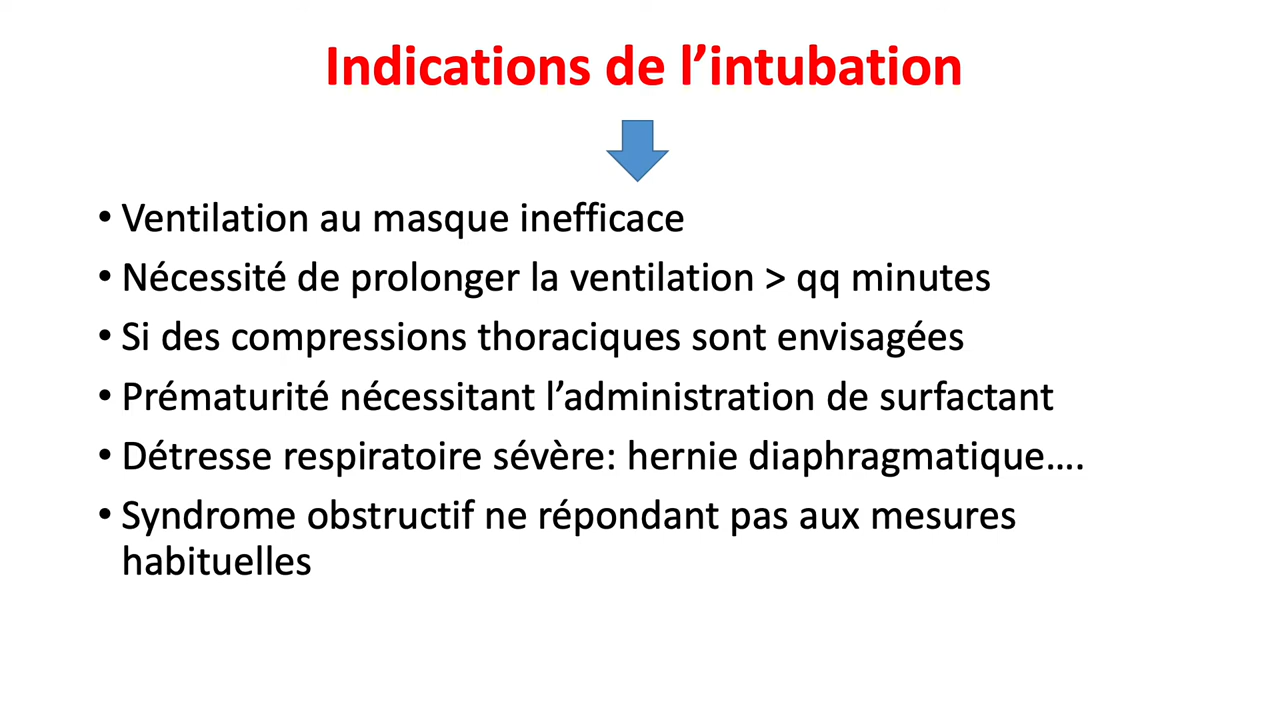 Indications de l’intubation
• Ventilation au masque inefficace
• Nécessité de prolonger la ventilation > qq minutes
• Si des compressions thoraciques sont envisagées
• Prématurité nécessitant l’administration de surfactant
• Détresse respiratoire sévère: hernie diaphragmatique….
• Syndrome obstructif ne répondant pas aux mesures
habituelles